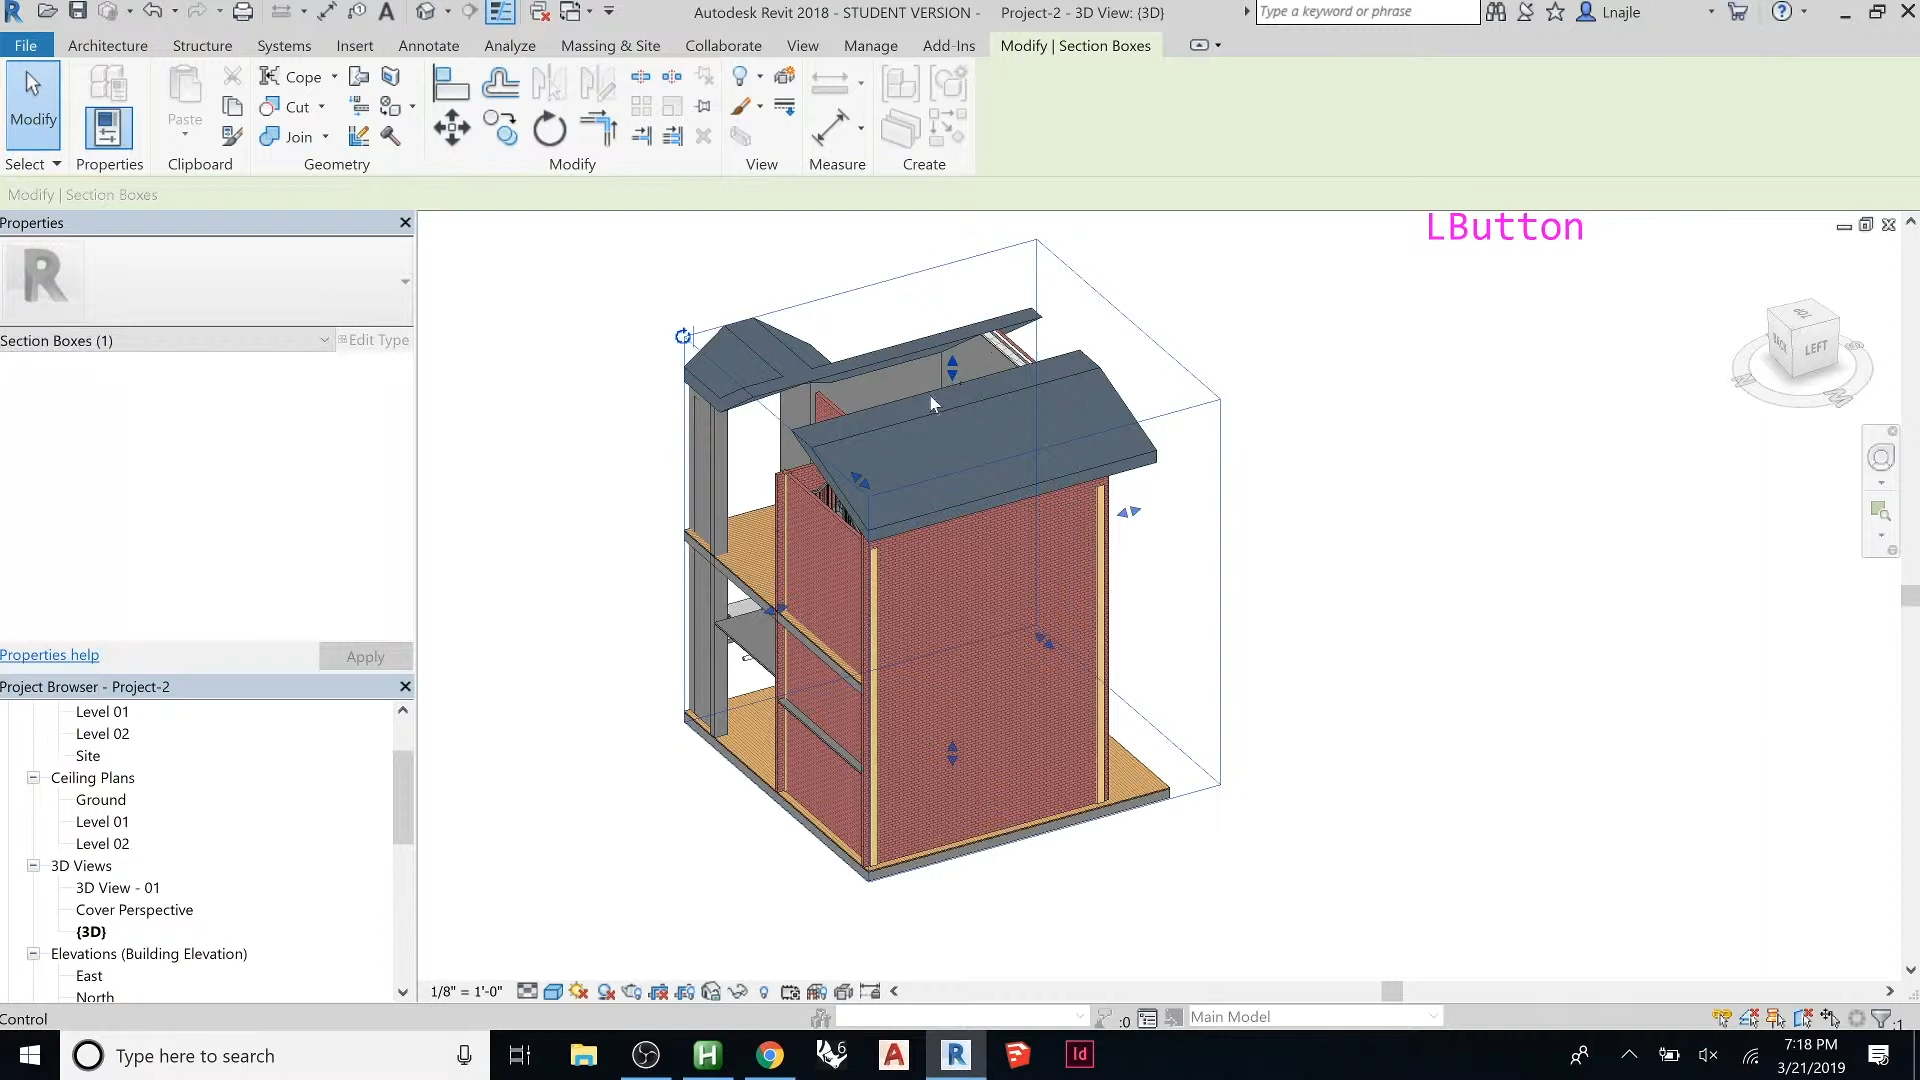 Autodesk Revit 2018 - STUDENT VERSION - Project-2 - 3D View: {3D}
Type a keyword or phrase
Lnajle
File Architecture Structure Systems Insert Annotate Analyze Massing & Site Collaborate View Manage Add-Ins Modify | Section Boxes
Modify
Paste
Cope
Cut
Join
Select Properties Clipboard Geometry Modify View Measure Create
Modify | Section Boxes
Properties
LButton
R
Section Boxes (1)
Edit Type
Properties help
Apply
Project Browser - Project-2
Level 01
Level 02
Site
Ceiling Plans
Ground
Level 01
Level 02
3D Views
3D View - 01
Cover Perspective
{3D}
Elevations (Building Elevation)
East
North
TOP
BACK
LEFT
1/8" = 1'-0"
Control
:0
Main Model
:1
Type here to search
6
A
R
Id
7:18 PM
3/21/2019